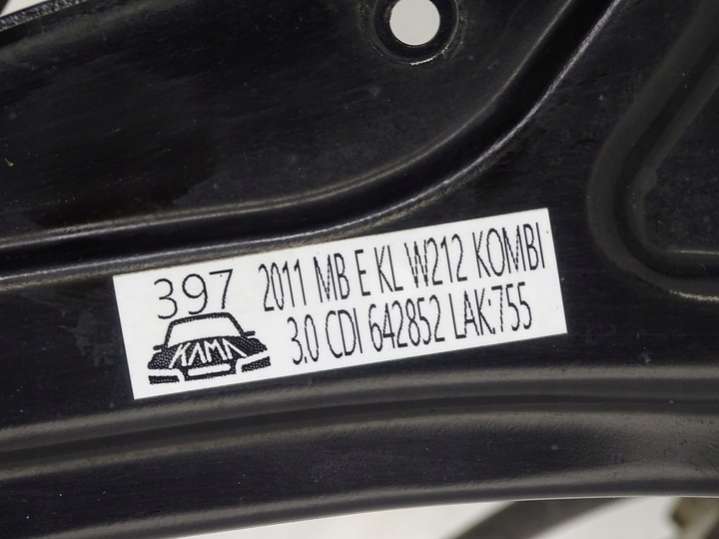 397
KAMA
2011 MB E KL W212 KOMBI
3.0 CDI 642852 LAK:755